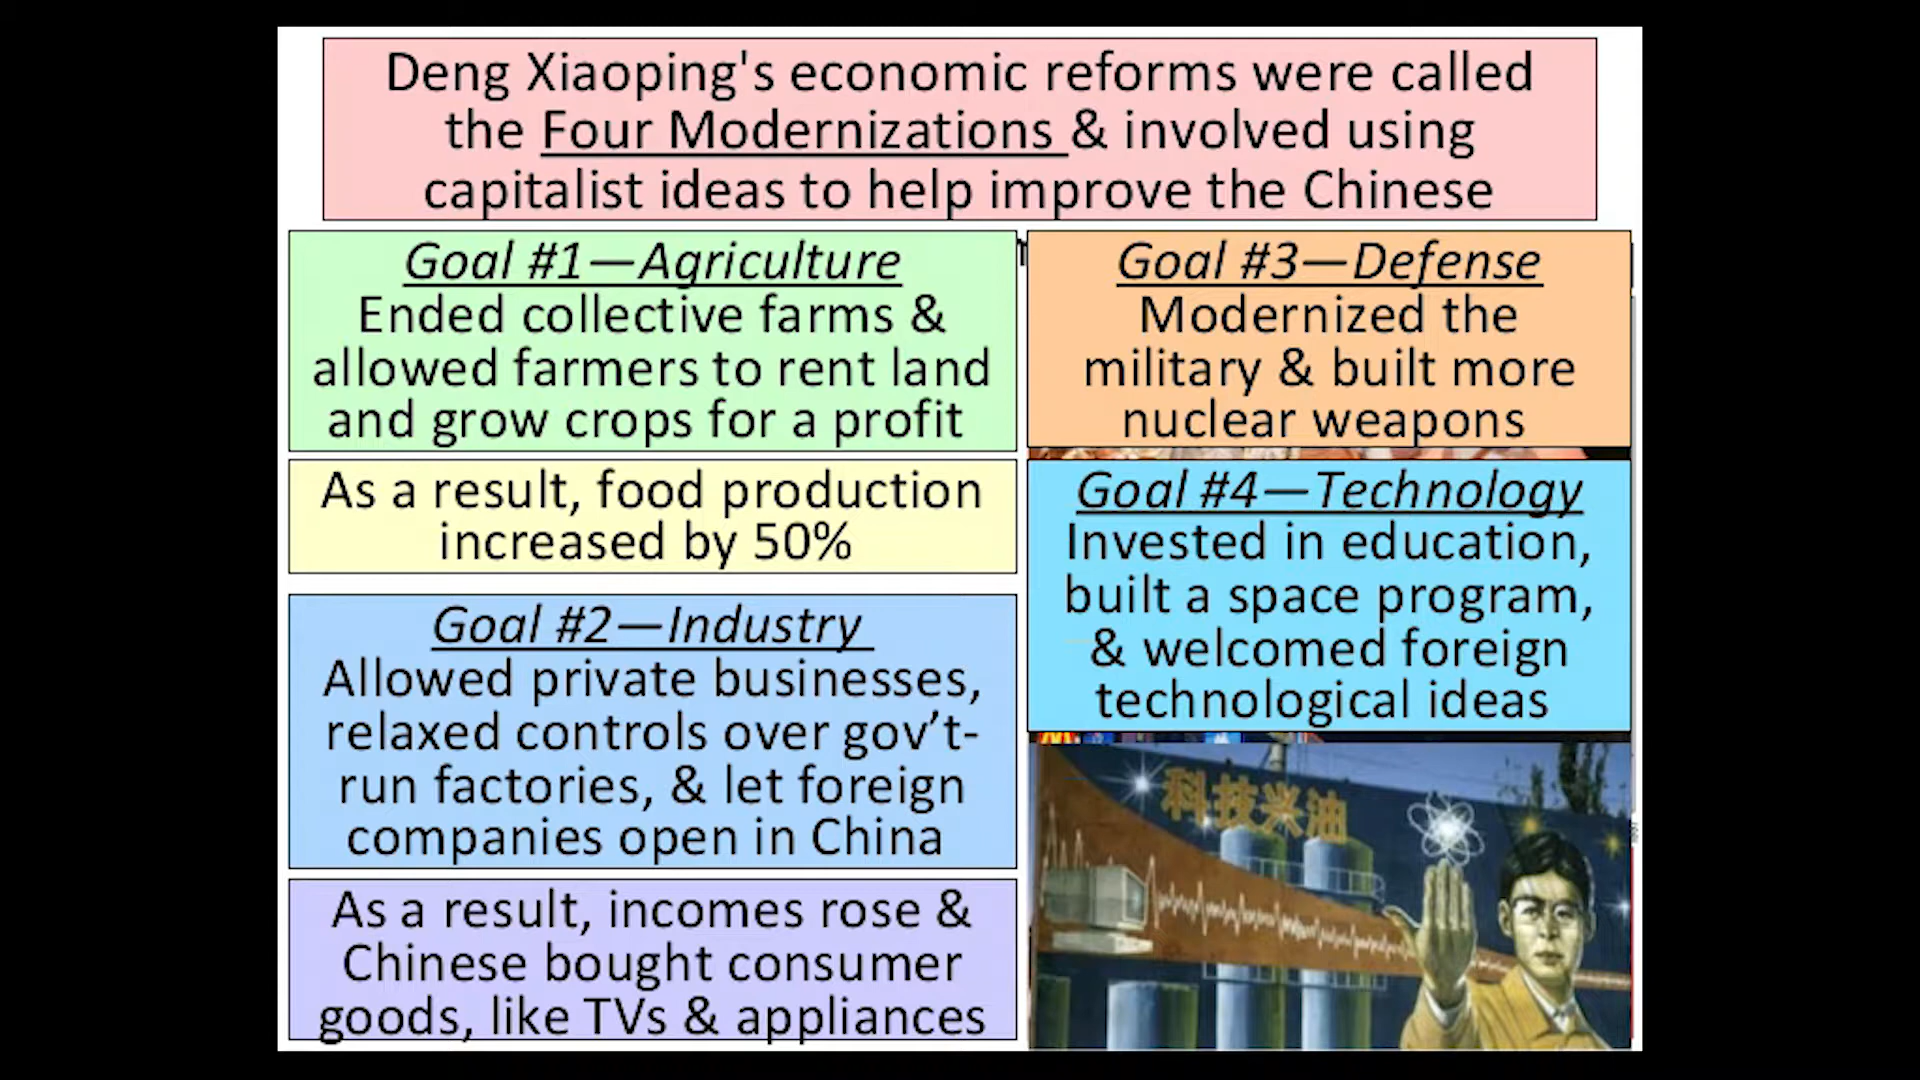 Deng Xiaoping's economic reforms were called
the Four Modernizations & involved using
capitalist ideas to help improve the Chinese
Goal #1—Agriculture
Ended collective farms &
allowed farmers to rent land
and grow crops for a profit
As a result, food production
increased by 50%
Goal #2—Industry
Allowed private businesses,
relaxed controls over gov’t-
run factories, & let foreign
companies open in China
As a result, incomes rose &
Chinese bought consumer
goods, like TVs & appliances
Goal #3—Defense
Modernized the
military & built more
nuclear weapons
Goal #4—Technology
Invested in education,
built a space program,
& welcomed foreign
technological ideas
科技兴油